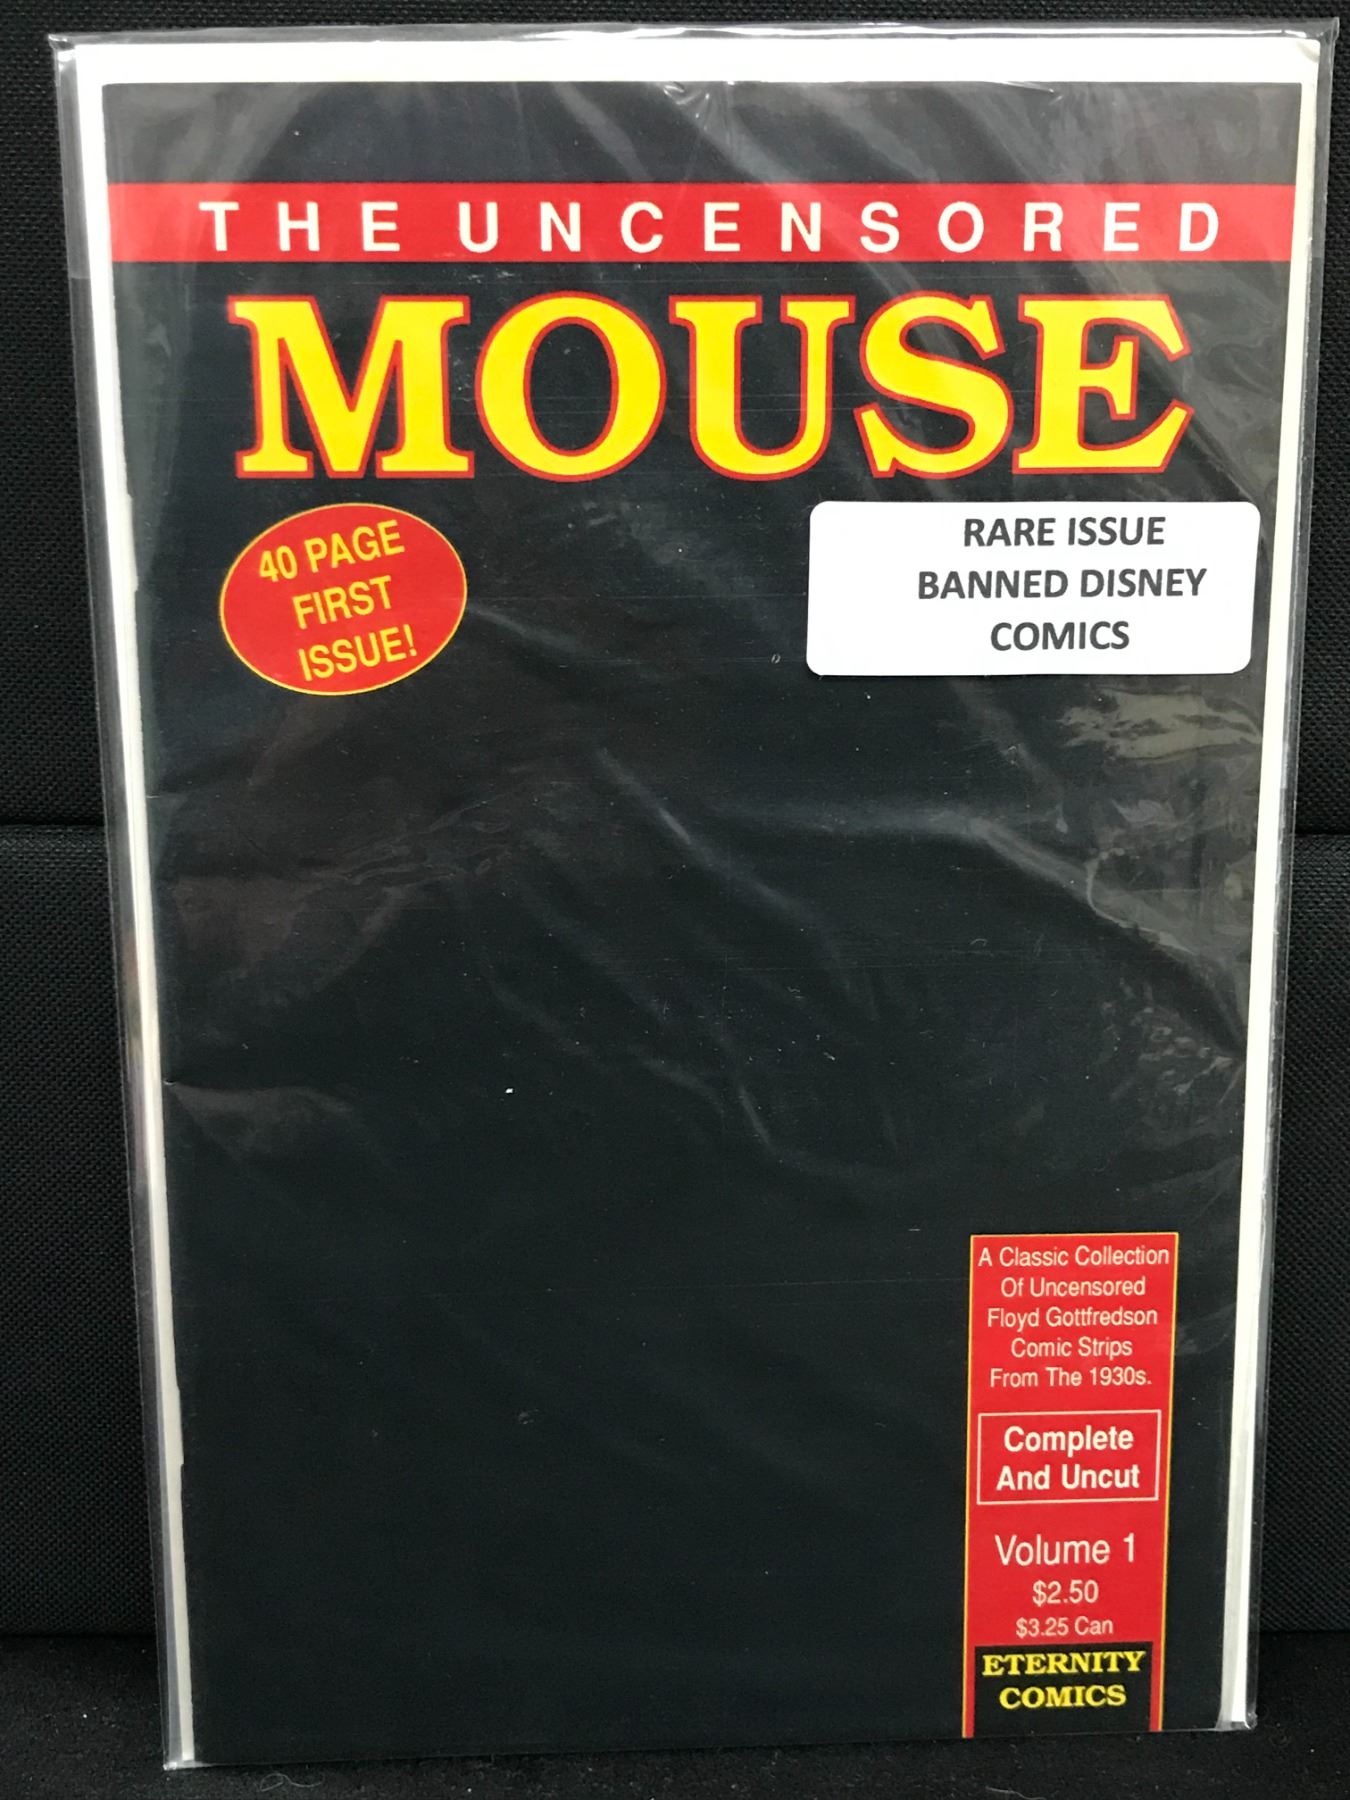 THE UNCENSORED
MOUSE
40 PAGE
FIRST
ISSUE!
RARE ISSUE
BANNED DISNEY
COMICS
A Classic Collection
Of Uncensored
Floyd Gottfredson
Comic Strips
From The 1930s.
Complete
And Uncut
Volume 1
$2.50
$3.25 Can
ETERNITY
COMICS